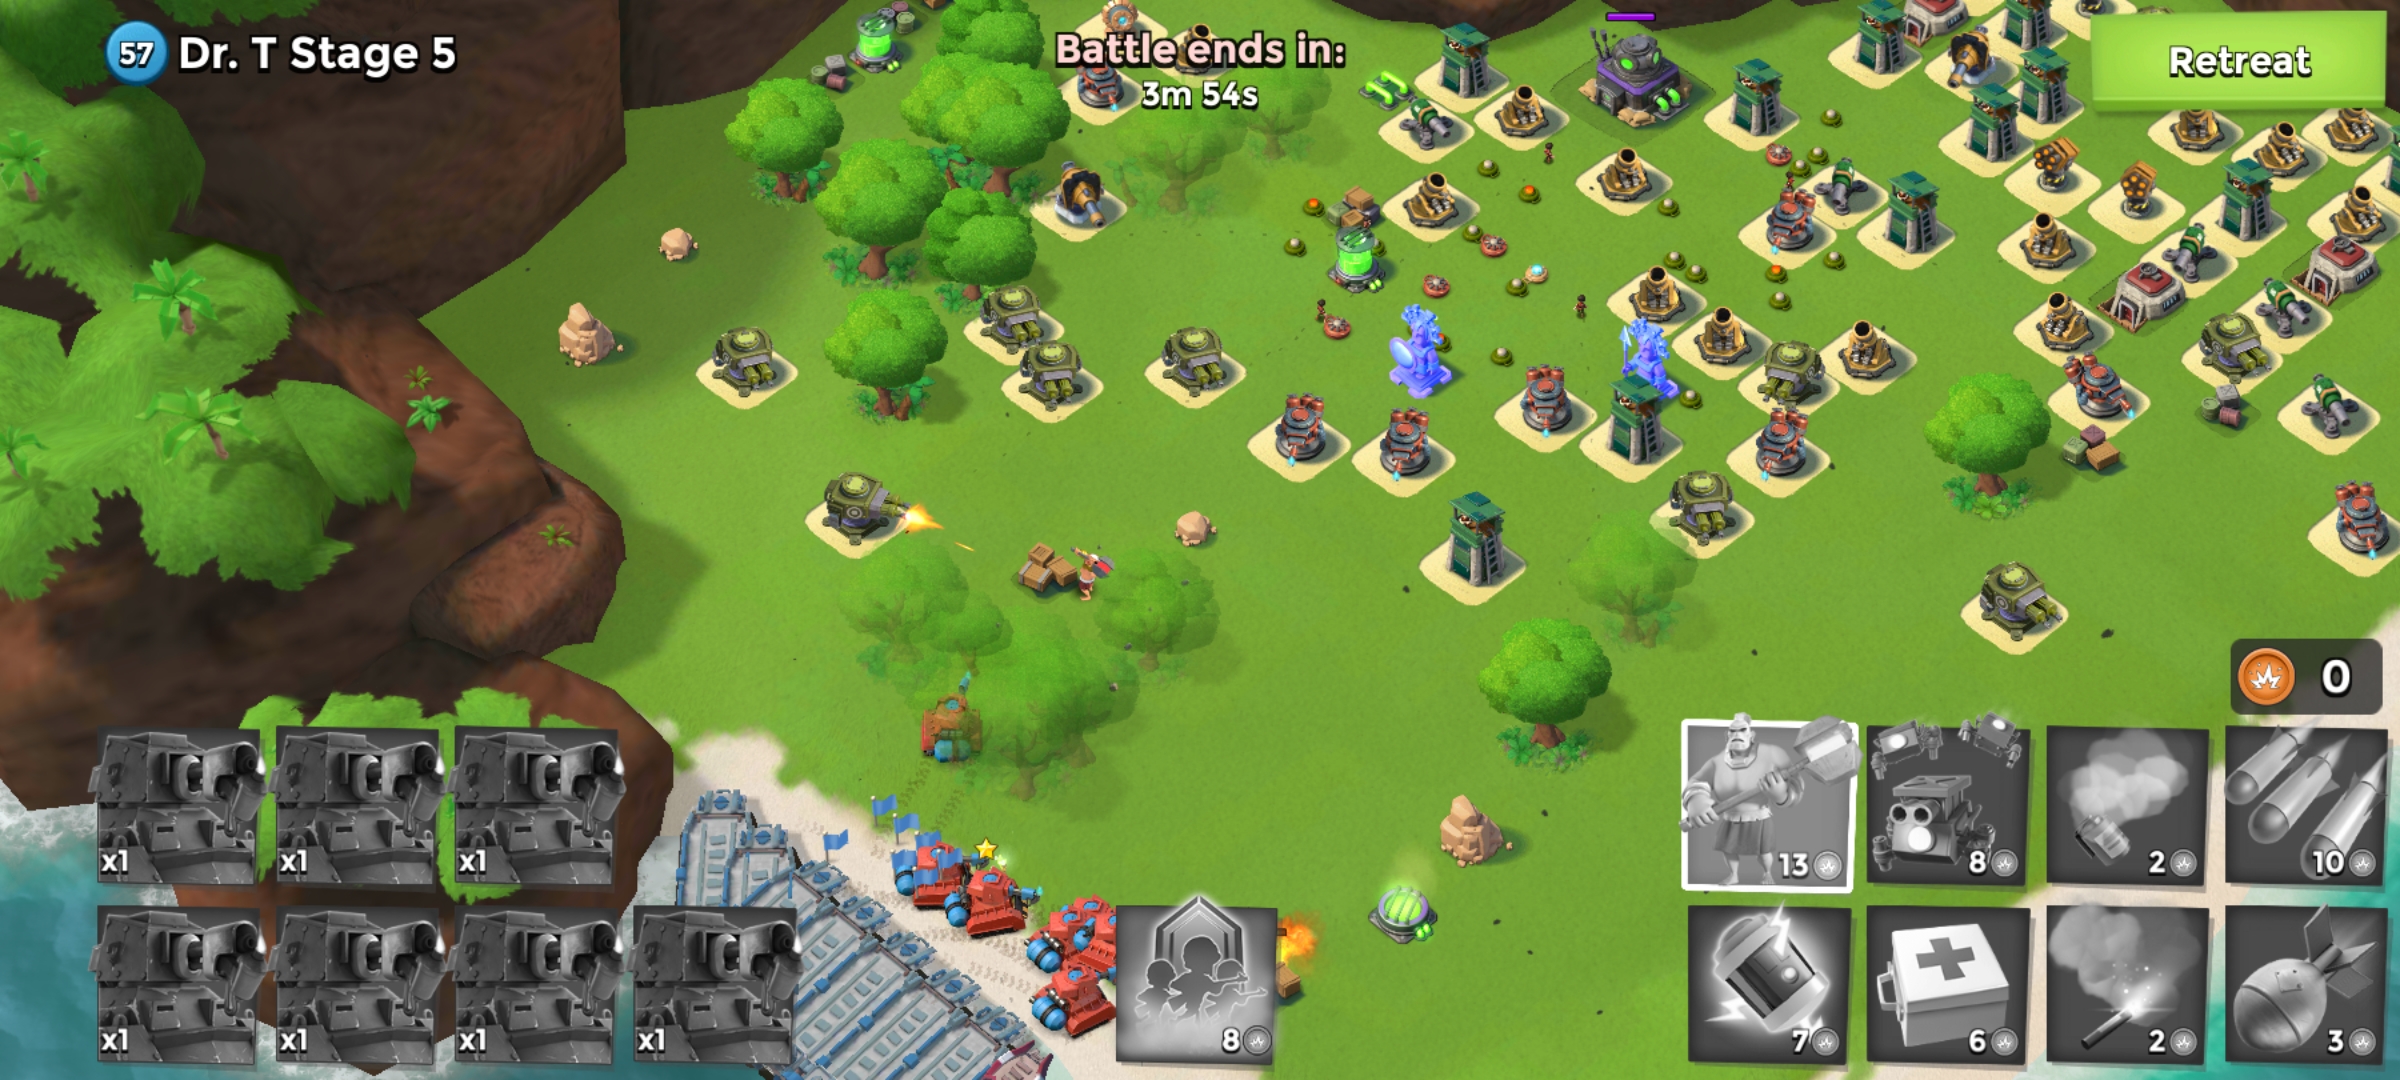 57 Dr. T Stage 5
Battle ends in:
3m 54s
Retreat
0
x1 x1 x1
13 8 2 10
x1 x1 x1 x1
8
7 6 2 3